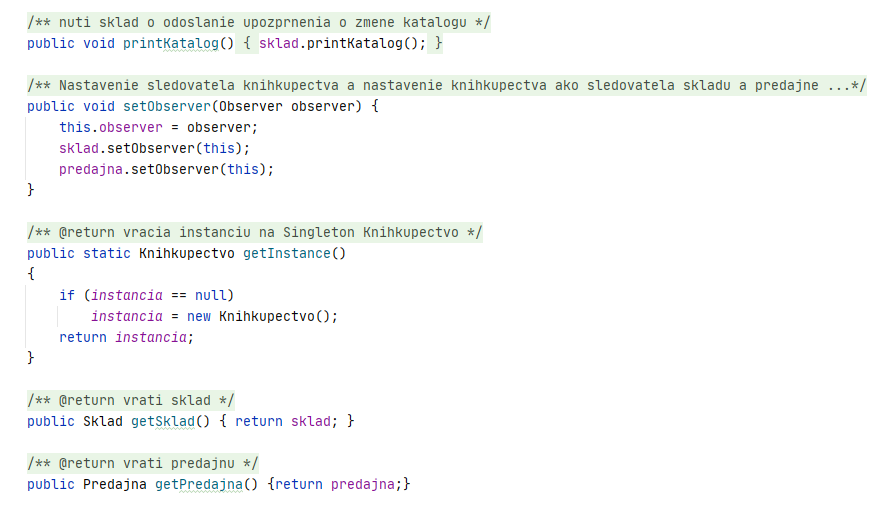 /** nuti sklad o odoslanie upozprnenia o zmene katalogu */
public void printKatalog() { sklad.printKatalog(); }
/** Nastavenie sledovatela knihkupectva a nastavenie knihkupectva ako sledovatela skladu a predajne ...*/
public void setObserver(Observer observer) {
this.observer = observer;
sklad.setObserver(this);
predajna.setObserver(this);
}
/** @return vracia instanciu na Singleton Knihkupectvo */
public static Knihkupectvo getInstance()
{
if (instancia == null)
instancia = new Knihkupectvo();
return instancia;
}
/** @return vrati sklad */
public Sklad getSklad() { return sklad; }
/** @return vrati predajnu */
public Predajna getPredajna() {return predajna;}